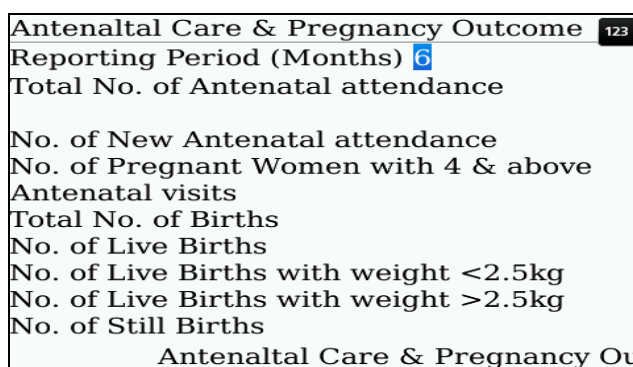 Antenaltal Care & Pregnancy Outcome 123
Reporting Period (Months) 6
Total No. of Antenatal attendance
No. of New Antenatal attendance
No. of Pregnant Women with 4 & above
Antenatal visits
Total No. of Births
No. of Live Births
No. of Live Births with weight <2.5kg
No. of Live Births with weight >2.5kg
No. of Still Births
Antenaltal Care & Pregnancy Ou